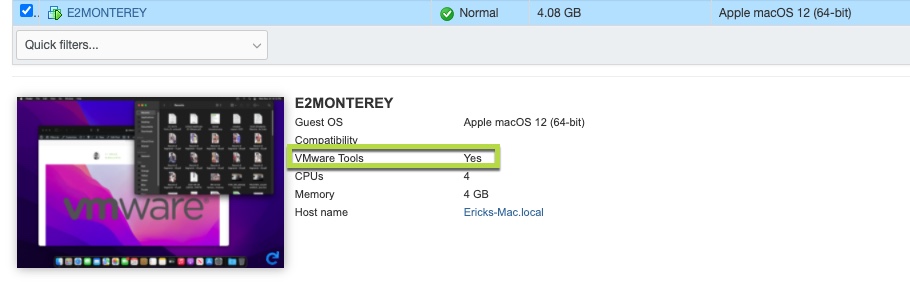 E2MONTEREY Normal 4.08 GB Apple macOS 12 (64-bit)
Quick filters...
E2MONTEREY
Guest OS Apple macOS 12 (64-bit)
Compatibility
VMware Tools Yes
CPUs 4
Memory 4 GB
Host name Ericks-Mac.local
vmware